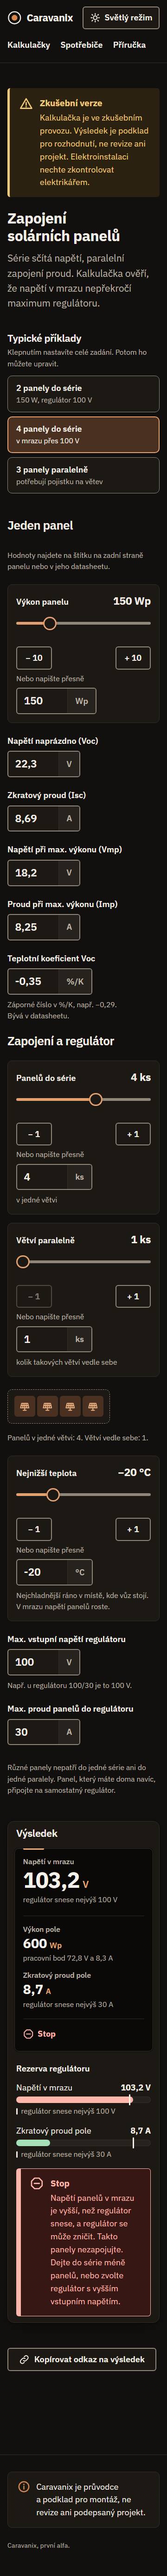 Caravanix
Světlý režim
Kalkulačky Spotřebiče Příručka
Zkušební verze
Kalkulačka je ve zkušebním
provozu. Výsledek je podklad
pro rozhodnutí, ne revize ani
projekt. Elektroinstalaci
nechte zkontrolovat
elektrikářem.
Zapojení
solárních panelů
Série sčítá napětí, paralelní
zapojení proud. Kalkulačka ověří,
že napětí v mrazu nepřekročí
maximum regulátoru.
Typické příklady
Klepnutím nastavíte celé zadání. Potom ho
můžete upravit.
2 panely do série
150 W, regulátor 100 V
4 panely do série
v mrazu přes 100 V
3 panely paralelně
potřebují pojistku na větev
Jeden panel
Hodnoty najdete na štítku na zadní straně
panelu nebo v jeho datasheetu.
Výkon panelu 150 Wp
− 10 + 10
Nebo napište přesně
150 Wp
Napětí naprázdno (Voc)
22,3 V
Zkratový proud (Isc)
8,69 A
Napětí při max. výkonu (Vmp)
18,2 V
Proud při max. výkonu (Imp)
8,25 A
Teplotní koeficient Voc
-0,35 %/K
Záporné číslo v %/K, např. −0,29.
Bývá v datasheetu.
Zapojení a regulátor
Panelů do série 4 ks
− 1 + 1
Nebo napište přesně
4 ks
v jedné větvi
Větví paralelně 1 ks
− 1 + 1
Nebo napište přesně
1 ks
kolik takových větví vedle sebe
Panelů v jedné větvi: 4. Větví vedle sebe: 1.
Nejnižší teplota −20 °C
− 1 + 1
Nebo napište přesně
-20 °C
Nejchladnější ráno v místě, kde vůz stojí.
V mrazu napětí panelů roste.
Max. vstupní napětí regulátoru
100 V
Např. u regulátoru 100/30 je to 100 V.
Max. proud panelů do regulátoru
30 A
Různé panely nepatří do jedné série ani do
jedné paralely. Panel, který máte doma navíc,
připojte na samostatný regulátor.
Výsledek
Napětí v mrazu
103,2 V
regulátor snese nejvýš 100 V
Výkon pole
600 Wp
pracovní bod 72,8 V a 8,3 A
Zkratový proud pole
8,7 A
regulátor snese nejvýš 30 A
Stop
Rezerva regulátoru
Napětí v mrazu 103,2 V
regulátor snese nejvýš 100 V
Zkratový proud pole 8,7 A
regulátor snese nejvýš 30 A
Stop
Napětí panelů v mrazu
je vyšší, než regulátor
snese, a regulátor se
může zničit. Takto
panely nezapojujte.
Dejte do série méně
panelů, nebo zvolte
regulátor s vyšším
vstupním napětím.
Kopírovat odkaz na výsledek
Caravanix je průvodce
a podklad pro montáž, ne
revize ani podepsaný projekt.
Caravanix, první alfa.